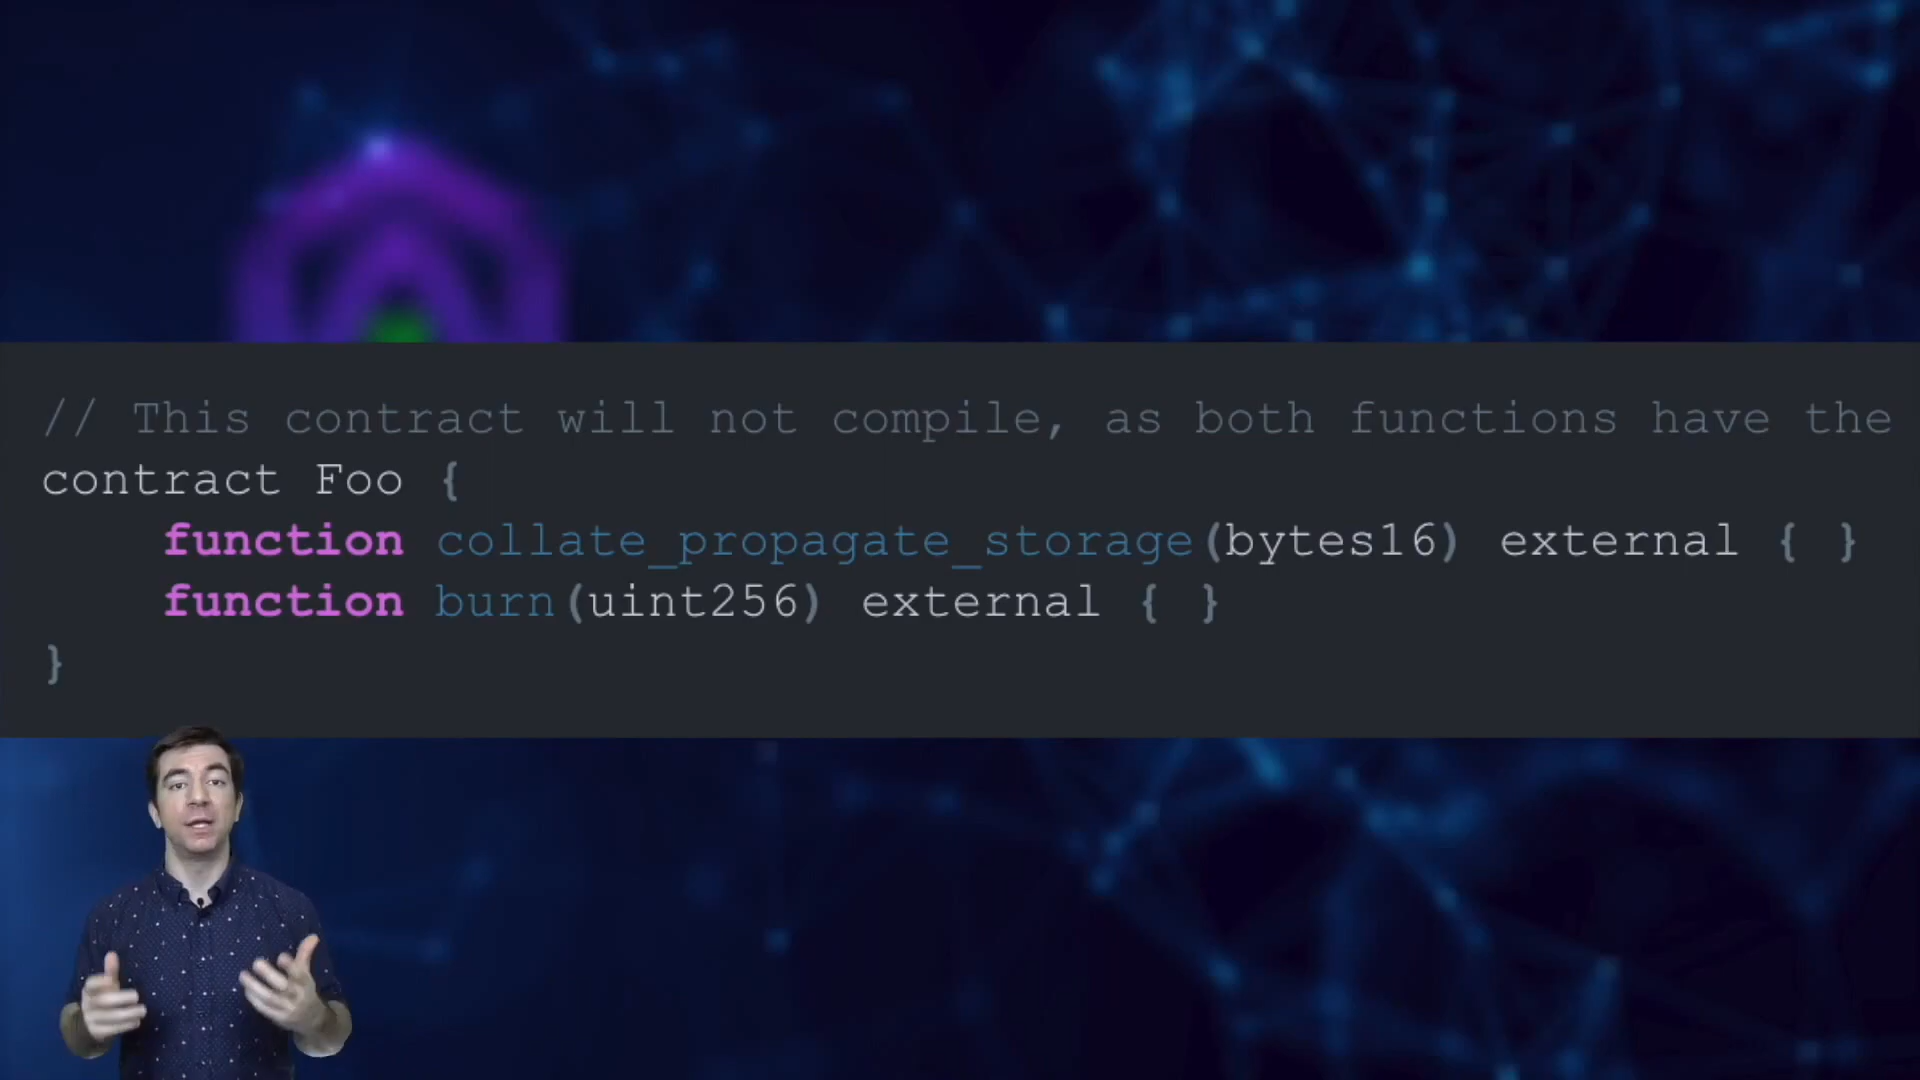 // This contract will not compile, as both functions have the
contract Foo {
function collate_propagate_storage(bytes16) external { }
function burn(uint256) external { }
}